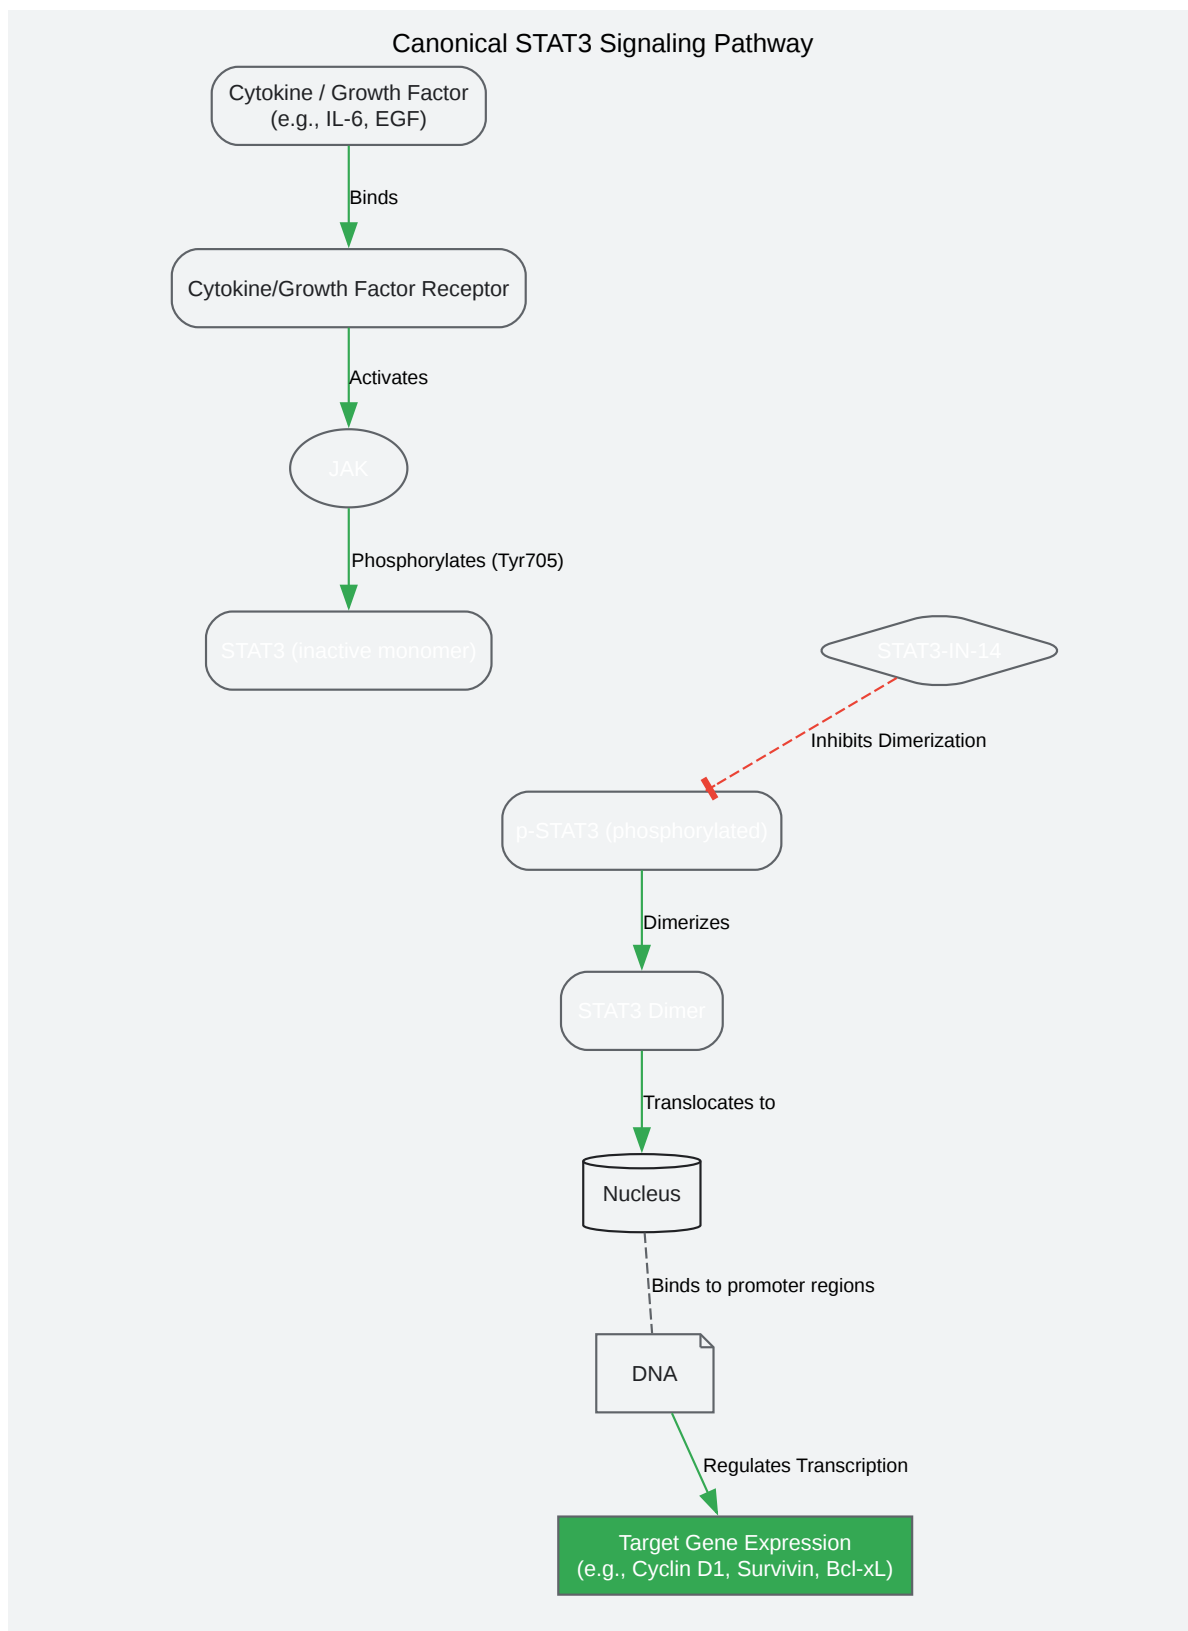 Canonical STAT3 Signaling Pathway
Cytokine / Growth Factor
(e.g., IL-6, EGF)
Binds
Cytokine/Growth Factor Receptor
Activates
JAK
Phosphorylates (Tyr705)
STAT3 (inactive monomer)
STAT3-IN-14
Inhibits Dimerization
p-STAT3 (phosphorylated)
Dimerizes
STAT3 Dimer
Translocates to
Nucleus
Binds to promoter regions
DNA
Regulates Transcription
Target Gene Expression
(e.g., Cyclin D1, Survivin, Bcl-xL)